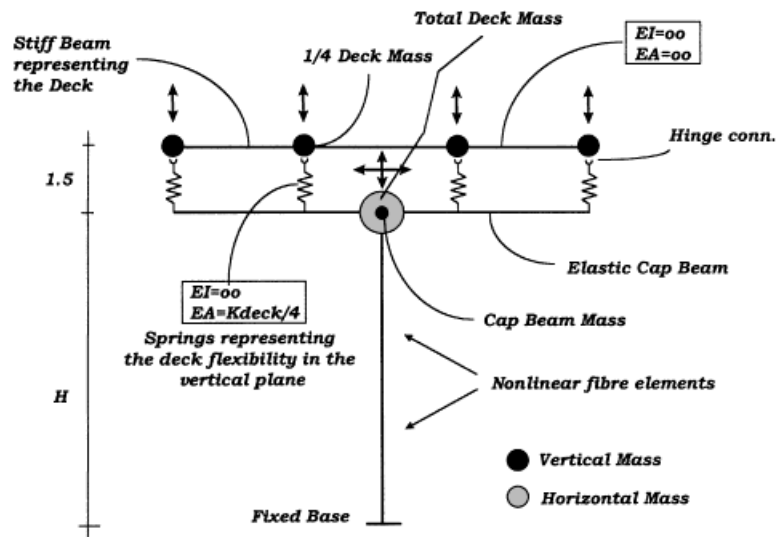 Total Deck Mass
Stiff Beam
representing
the Deck
1/4 Deck Mass
EI=oo
EA=oo
Hinge conn.
1.5
Elastic Cap Beam
EI=oo
EA=Kdeck/4
Cap Beam Mass
Springs representing
the deck flexibility in the
vertical plane
Nonlinear fibre elements
H
Vertical Mass
Horizontal Mass
Fixed Base